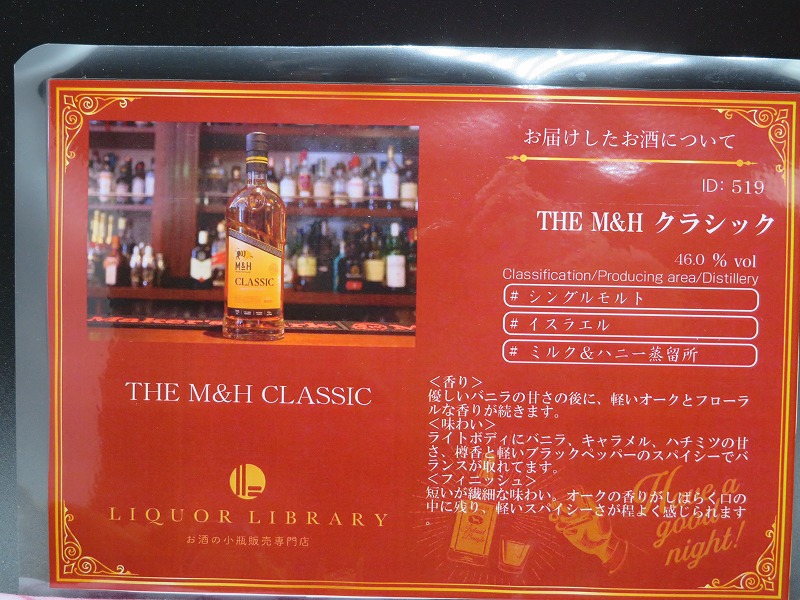 お届けしたお酒について
ID: 519
THE M&H クラシック
46.0 % vol
Classification/Producing area/Distillery
# シングルモルト
# イスラエル
# ミルク&ハニー蒸留所
M&H
CLASSIC
THE M&H CLASSIC
<香り>
優しいバニラの甘さの後に、軽いオークとフローラ
ルな香りが続きます。
<味わい>
ライトボディにバニラ、キャラメル、ハチミツの甘
さ、樽香と軽いブラックペッパーのスパイシーでバ
ランスが取れてます。
<フィニッシュ>
短いが繊細な味わい。オークの香りがしばらく口の
中に残り、軽いスパイシーさが程よく感じられます
。
Have a
good
night!
LIQUOR LIBRARY
お酒の小瓶販売専門店